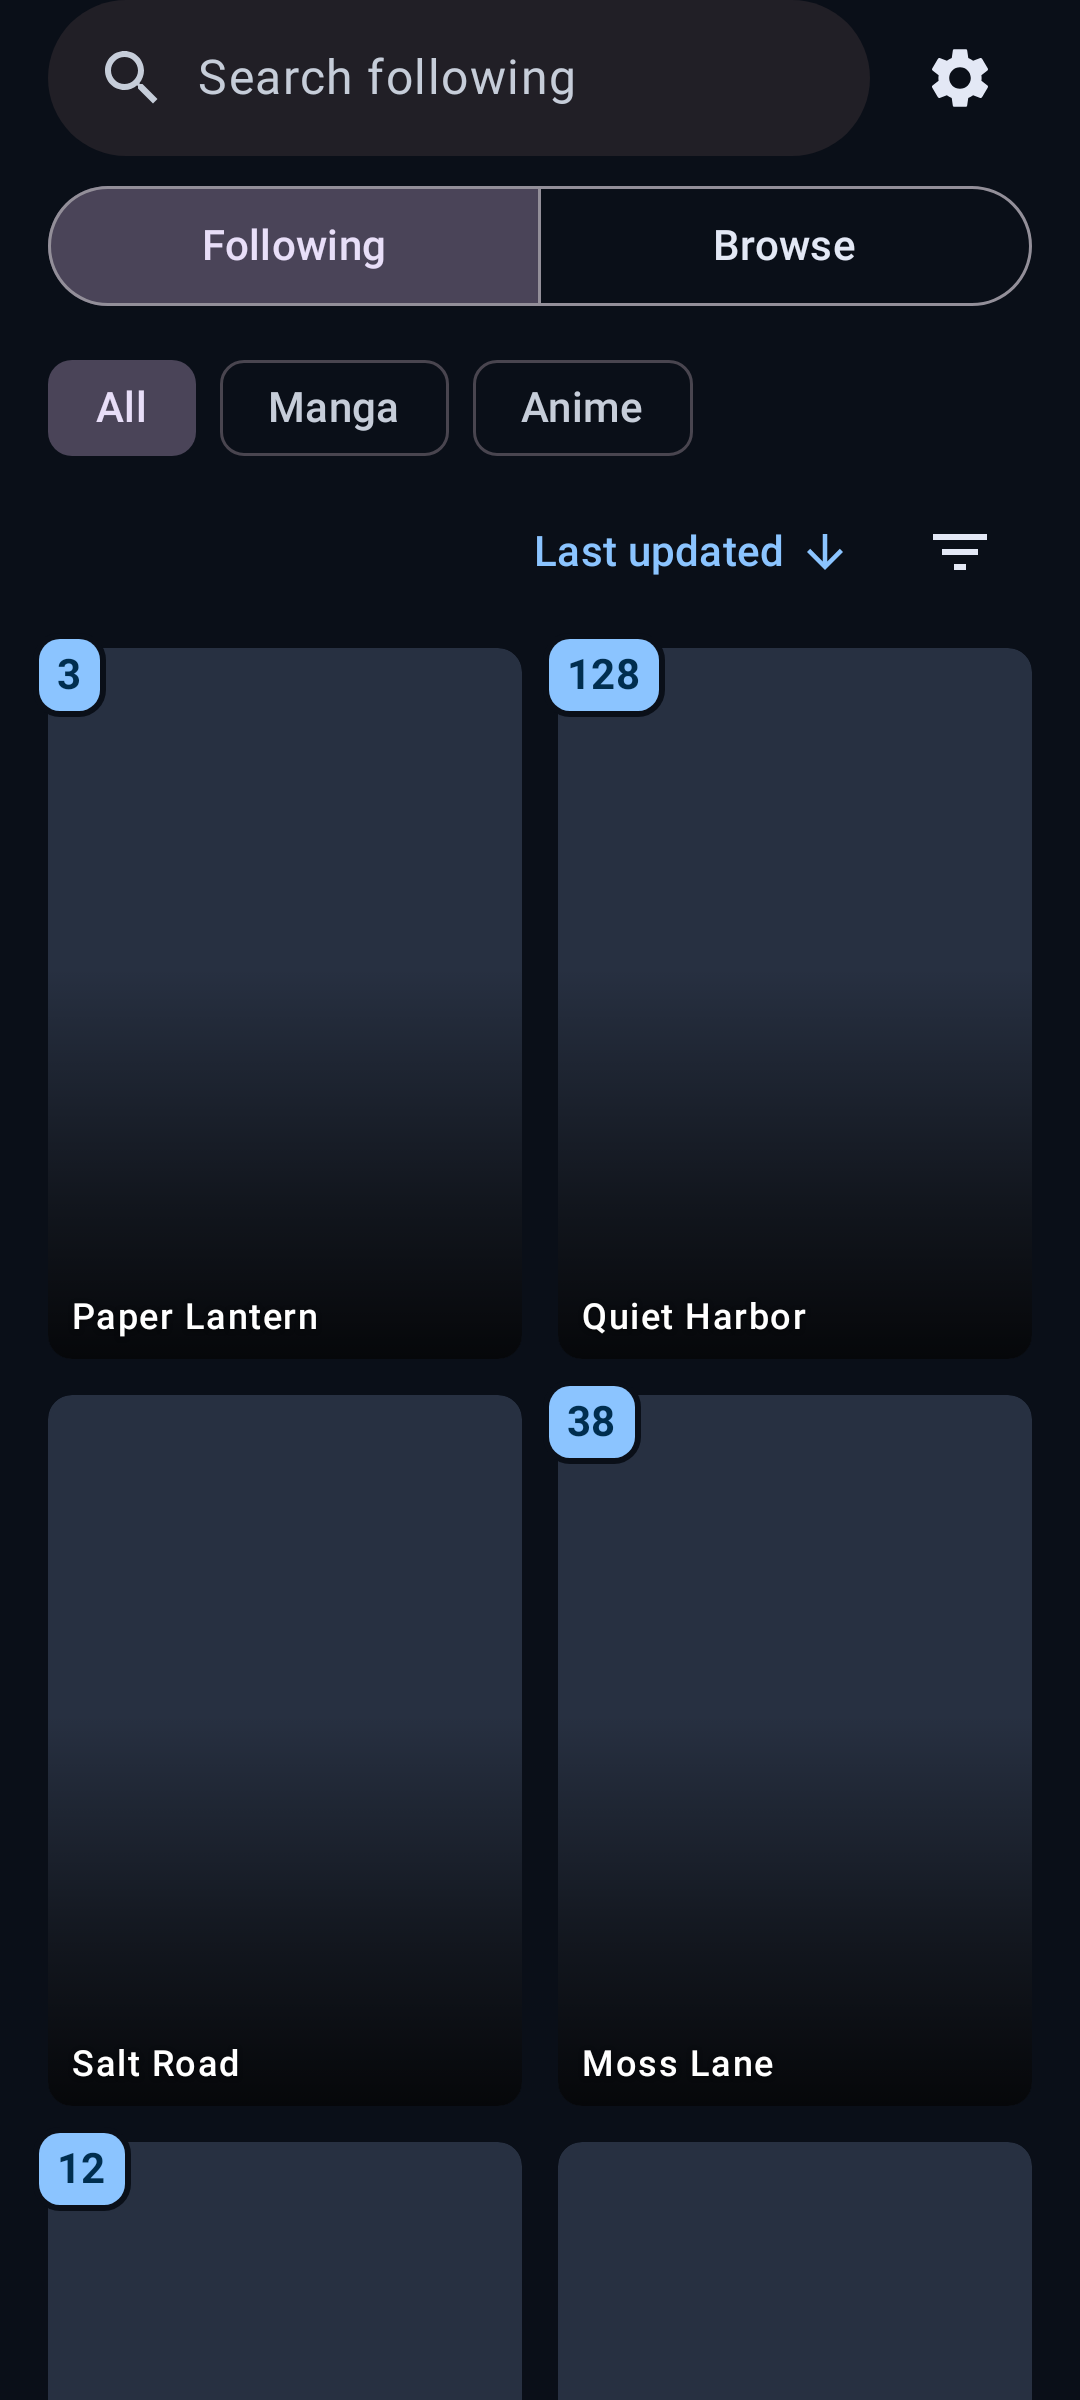 Search following
Following
Browse
All
Manga
Anime
Last updated
3
128
Paper Lantern
Quiet Harbor
38
Salt Road
Moss Lane
12